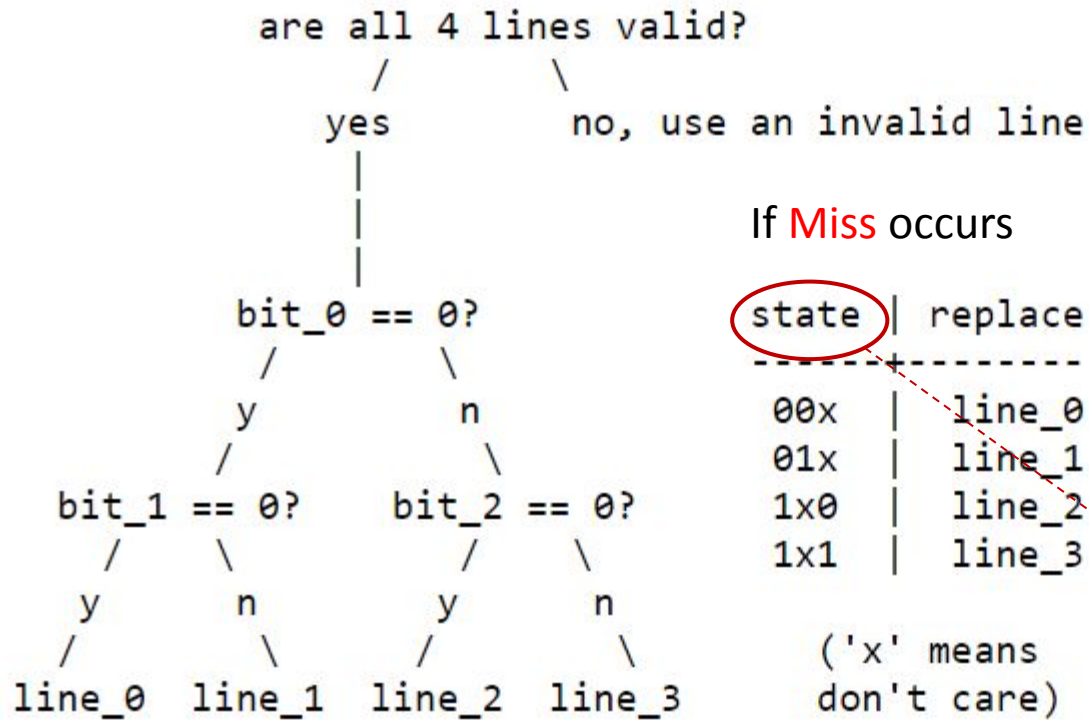 are all 4 lines valid?
/ \
yes no, use an invalid line
|
|
|
bit_0 == 0?
/ \
y n
/ \
bit_1 == 0? bit_2 == 0?
/ \ / \
y n y n
/ \ / \
line_0 line_1 line_2 line_3
If Miss occurs
state | replace
------+--------
00x | line_0
01x | line_1
1x0 | line_2
1x1 | line_3
('x' means
don't care)